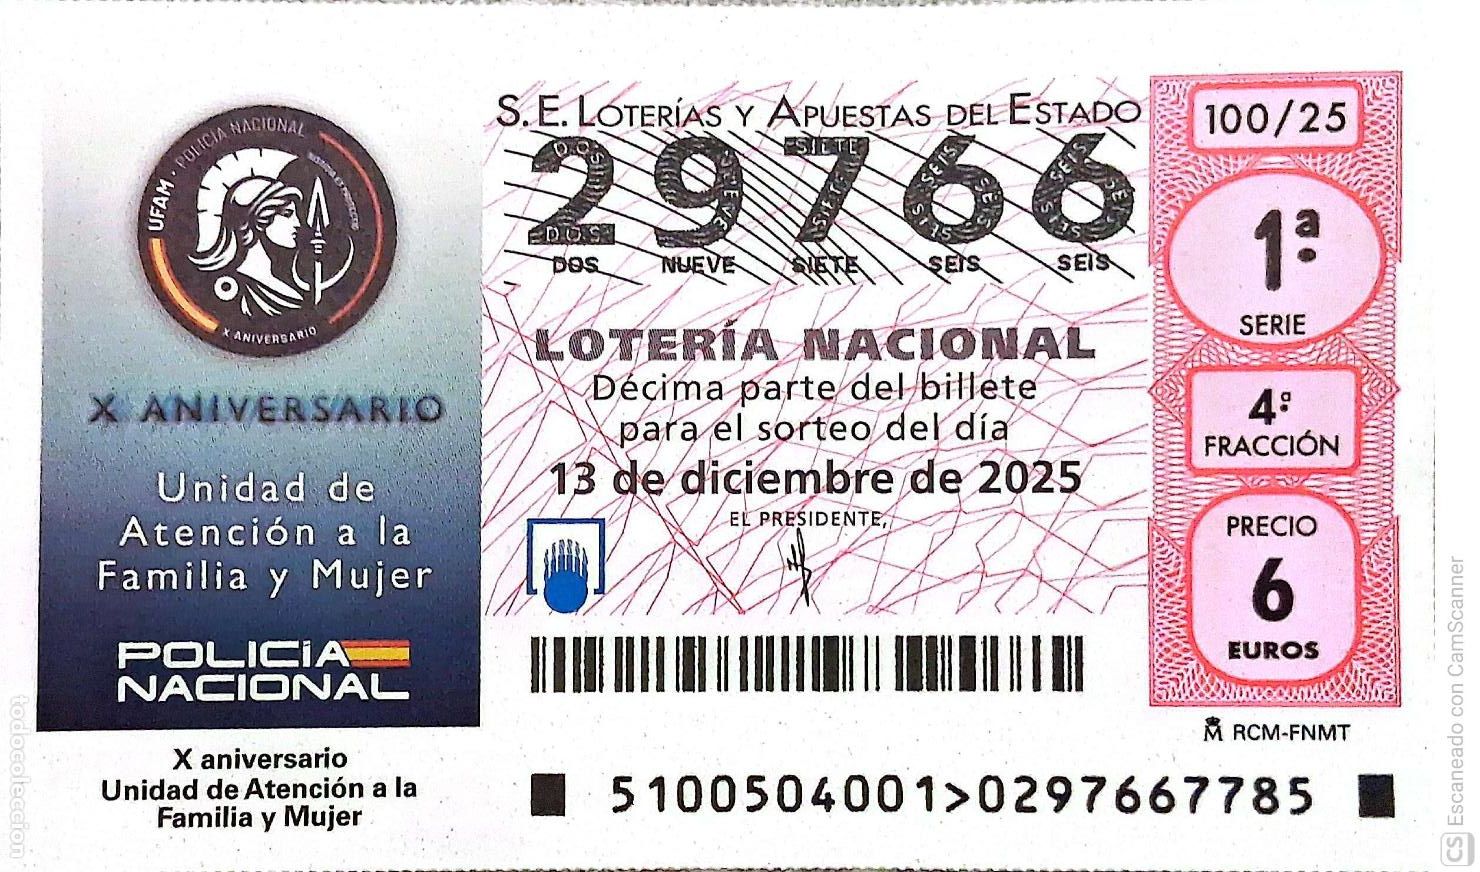 POLICÍA NACIONAL
UFAM
X ANIVERSARIO
X ANIVERSARIO
Unidad de
Atención a la
Familia y Mujer
POLICÍA
NACIONAL
X aniversario
Unidad de Atención a la
Familia y Mujer
S.E. LOTERÍAS Y APUESTAS DEL ESTADO
29766
DOS NUEVE SIETE SEIS SEIS
LOTERÍA NACIONAL
Décima parte del billete
para el sorteo del día
13 de diciembre de 2025
EL PRESIDENTE,
5100504001>0297667785
100/25
1ª
SERIE
4ª
FRACCIÓN
PRECIO
6
EUROS
RCM-FNMT
todocoleccion
CS Escaneado con CamScanner